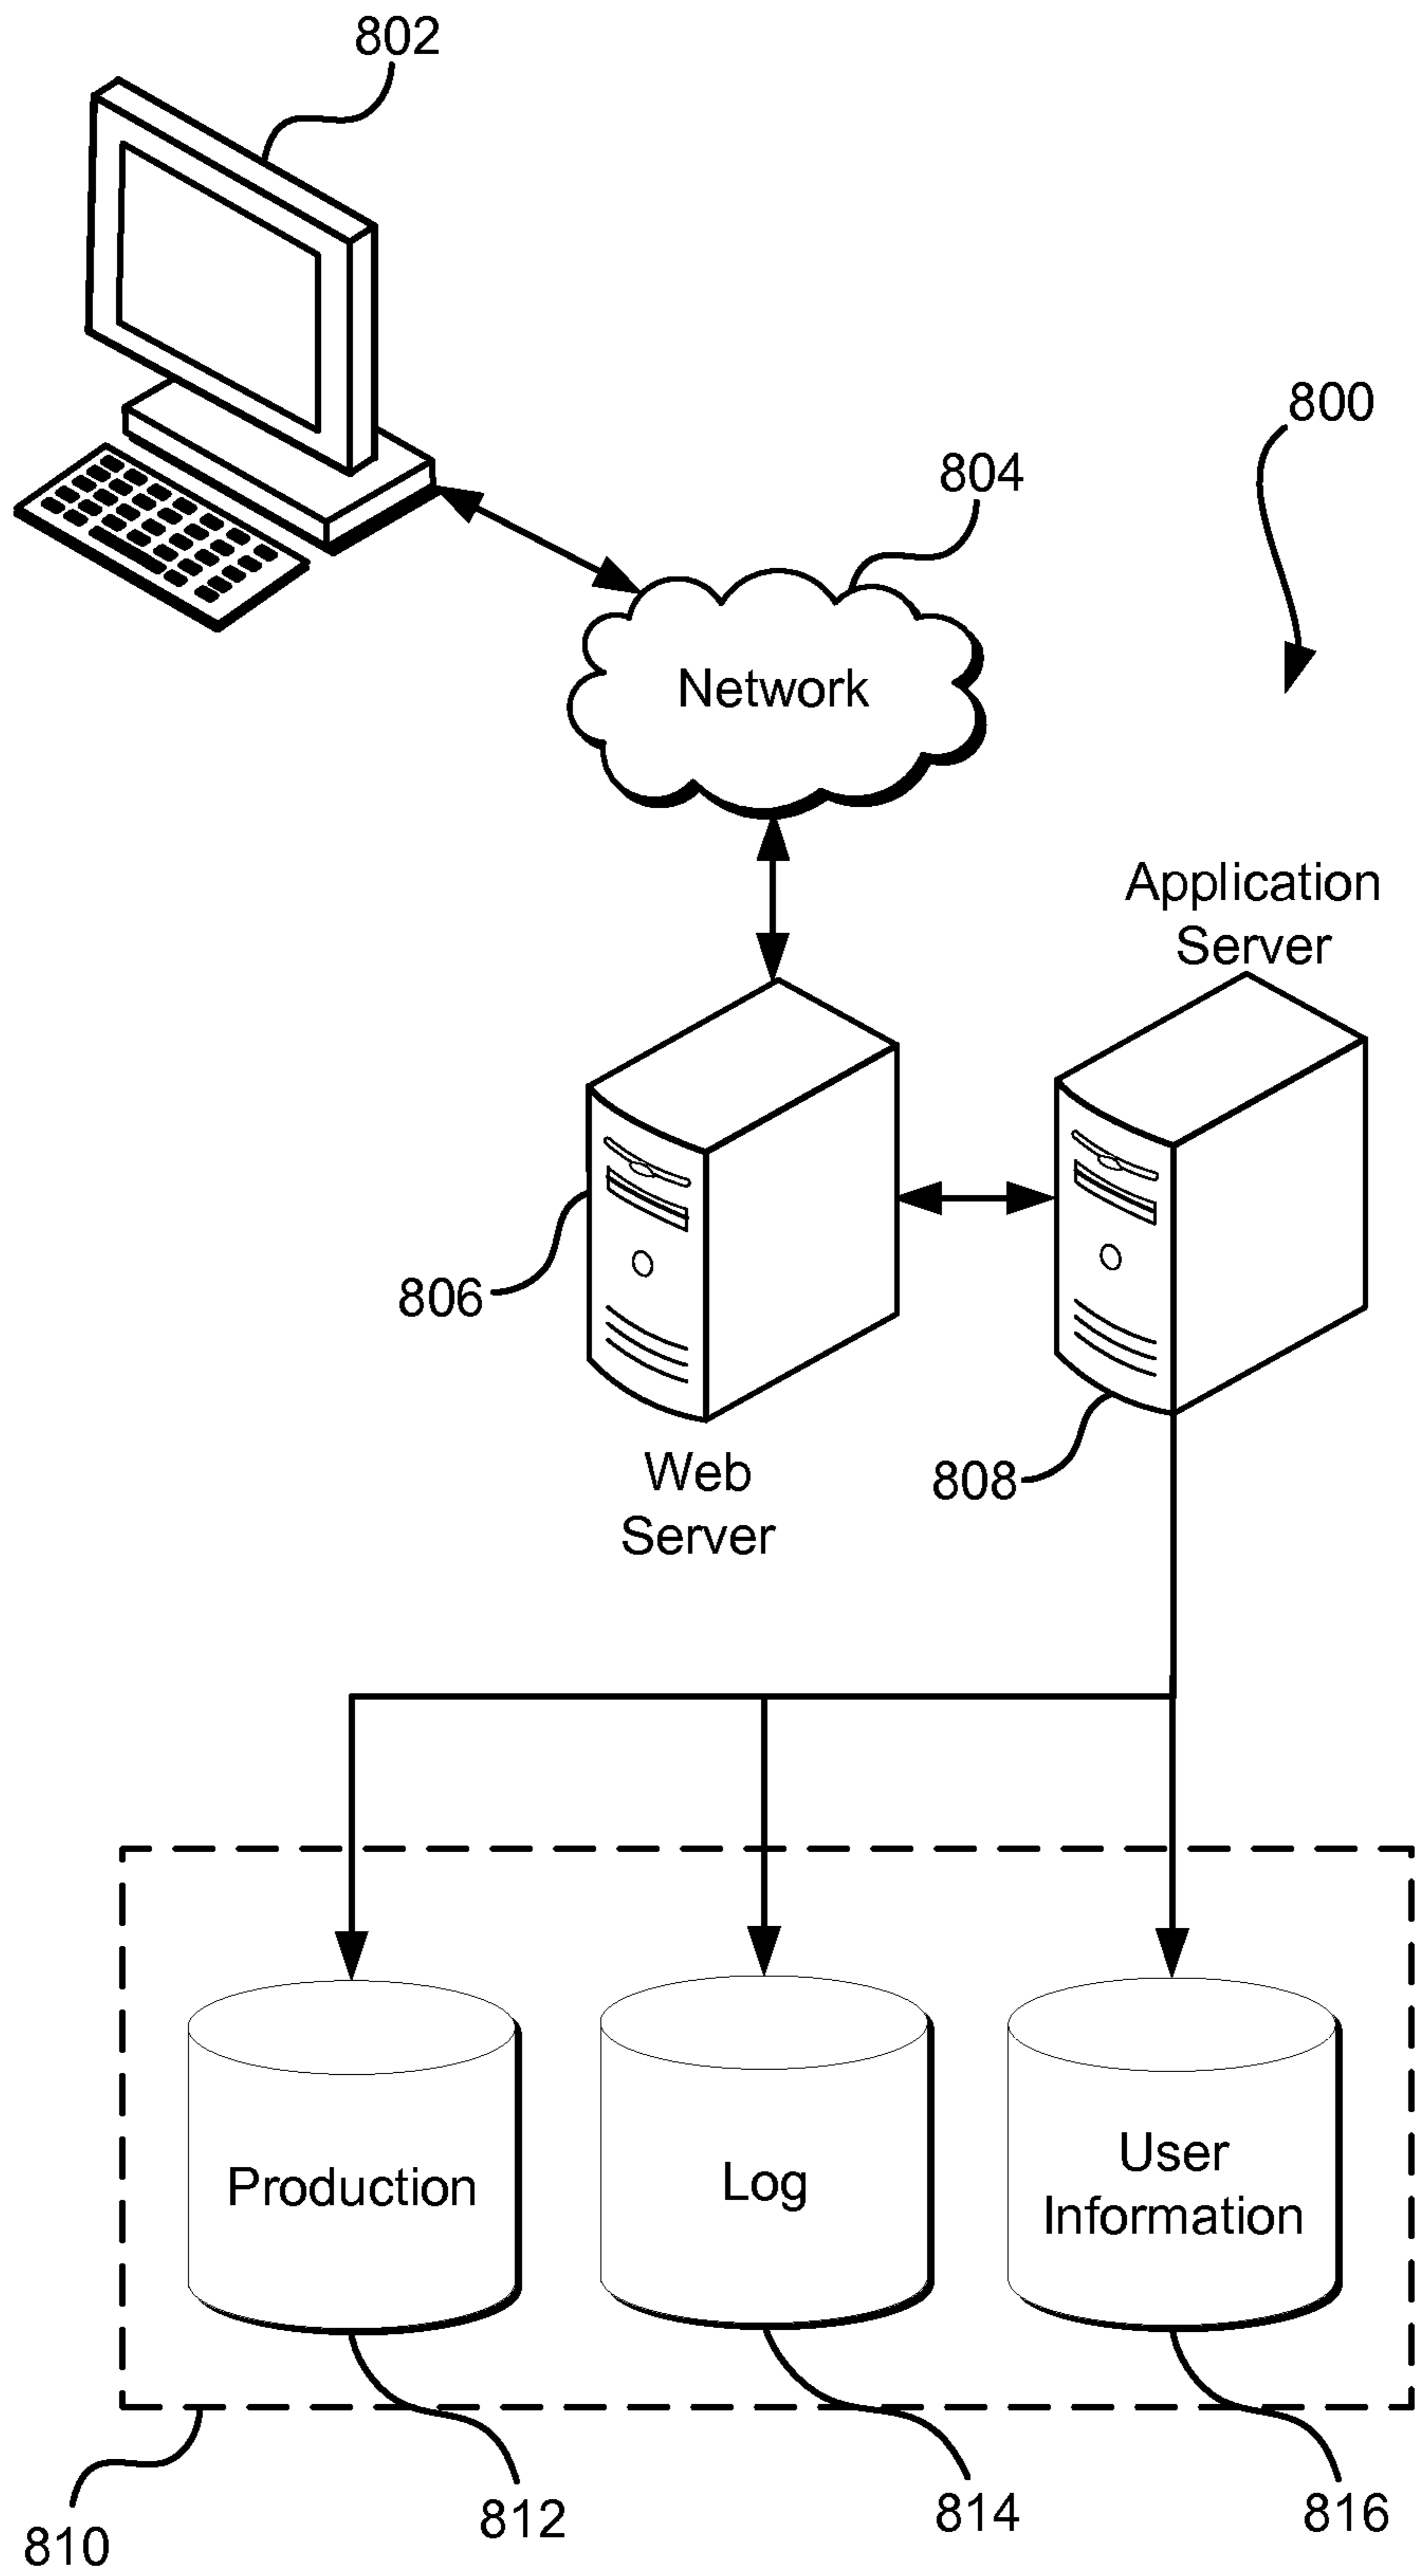 802
800
804
Network
Application
Server
806
Web
Server
808
Production
Log
User
Information
810
812
814
816